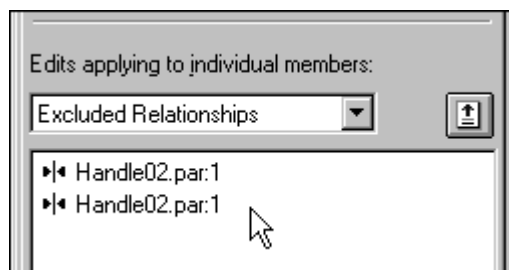 Edits applying to individual members:
Excluded Relationships
Handle02.par:1
Handle02.par:1